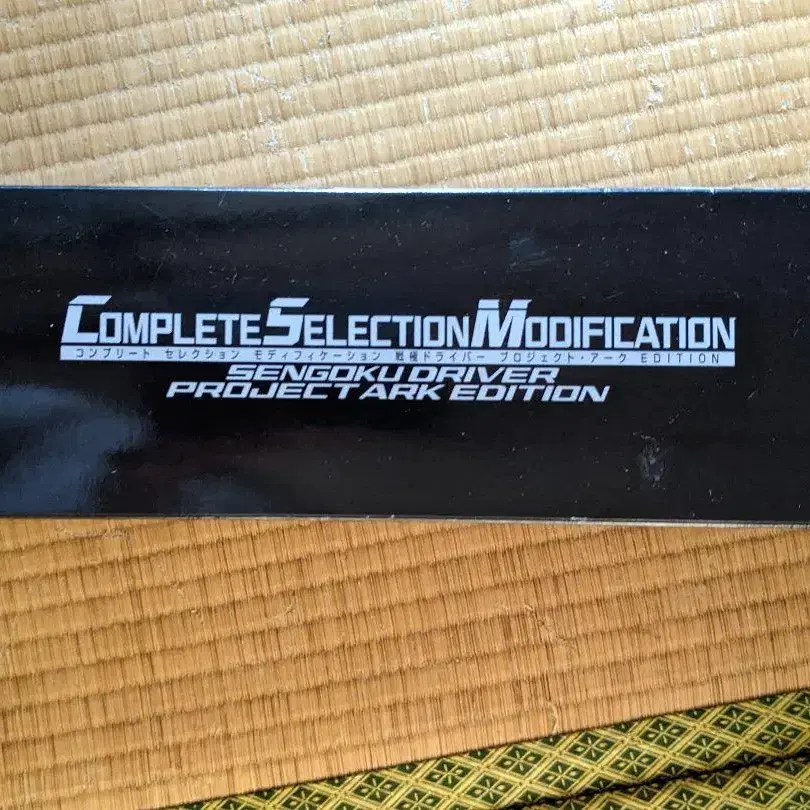 COMPLETE SELECTION MODIFICATION
コンプリート セレクション モディフィケーション 戦極ドライバー プロジェクト・アーク EDITION
SENGOKU DRIVER
PROJECT ARK EDITION